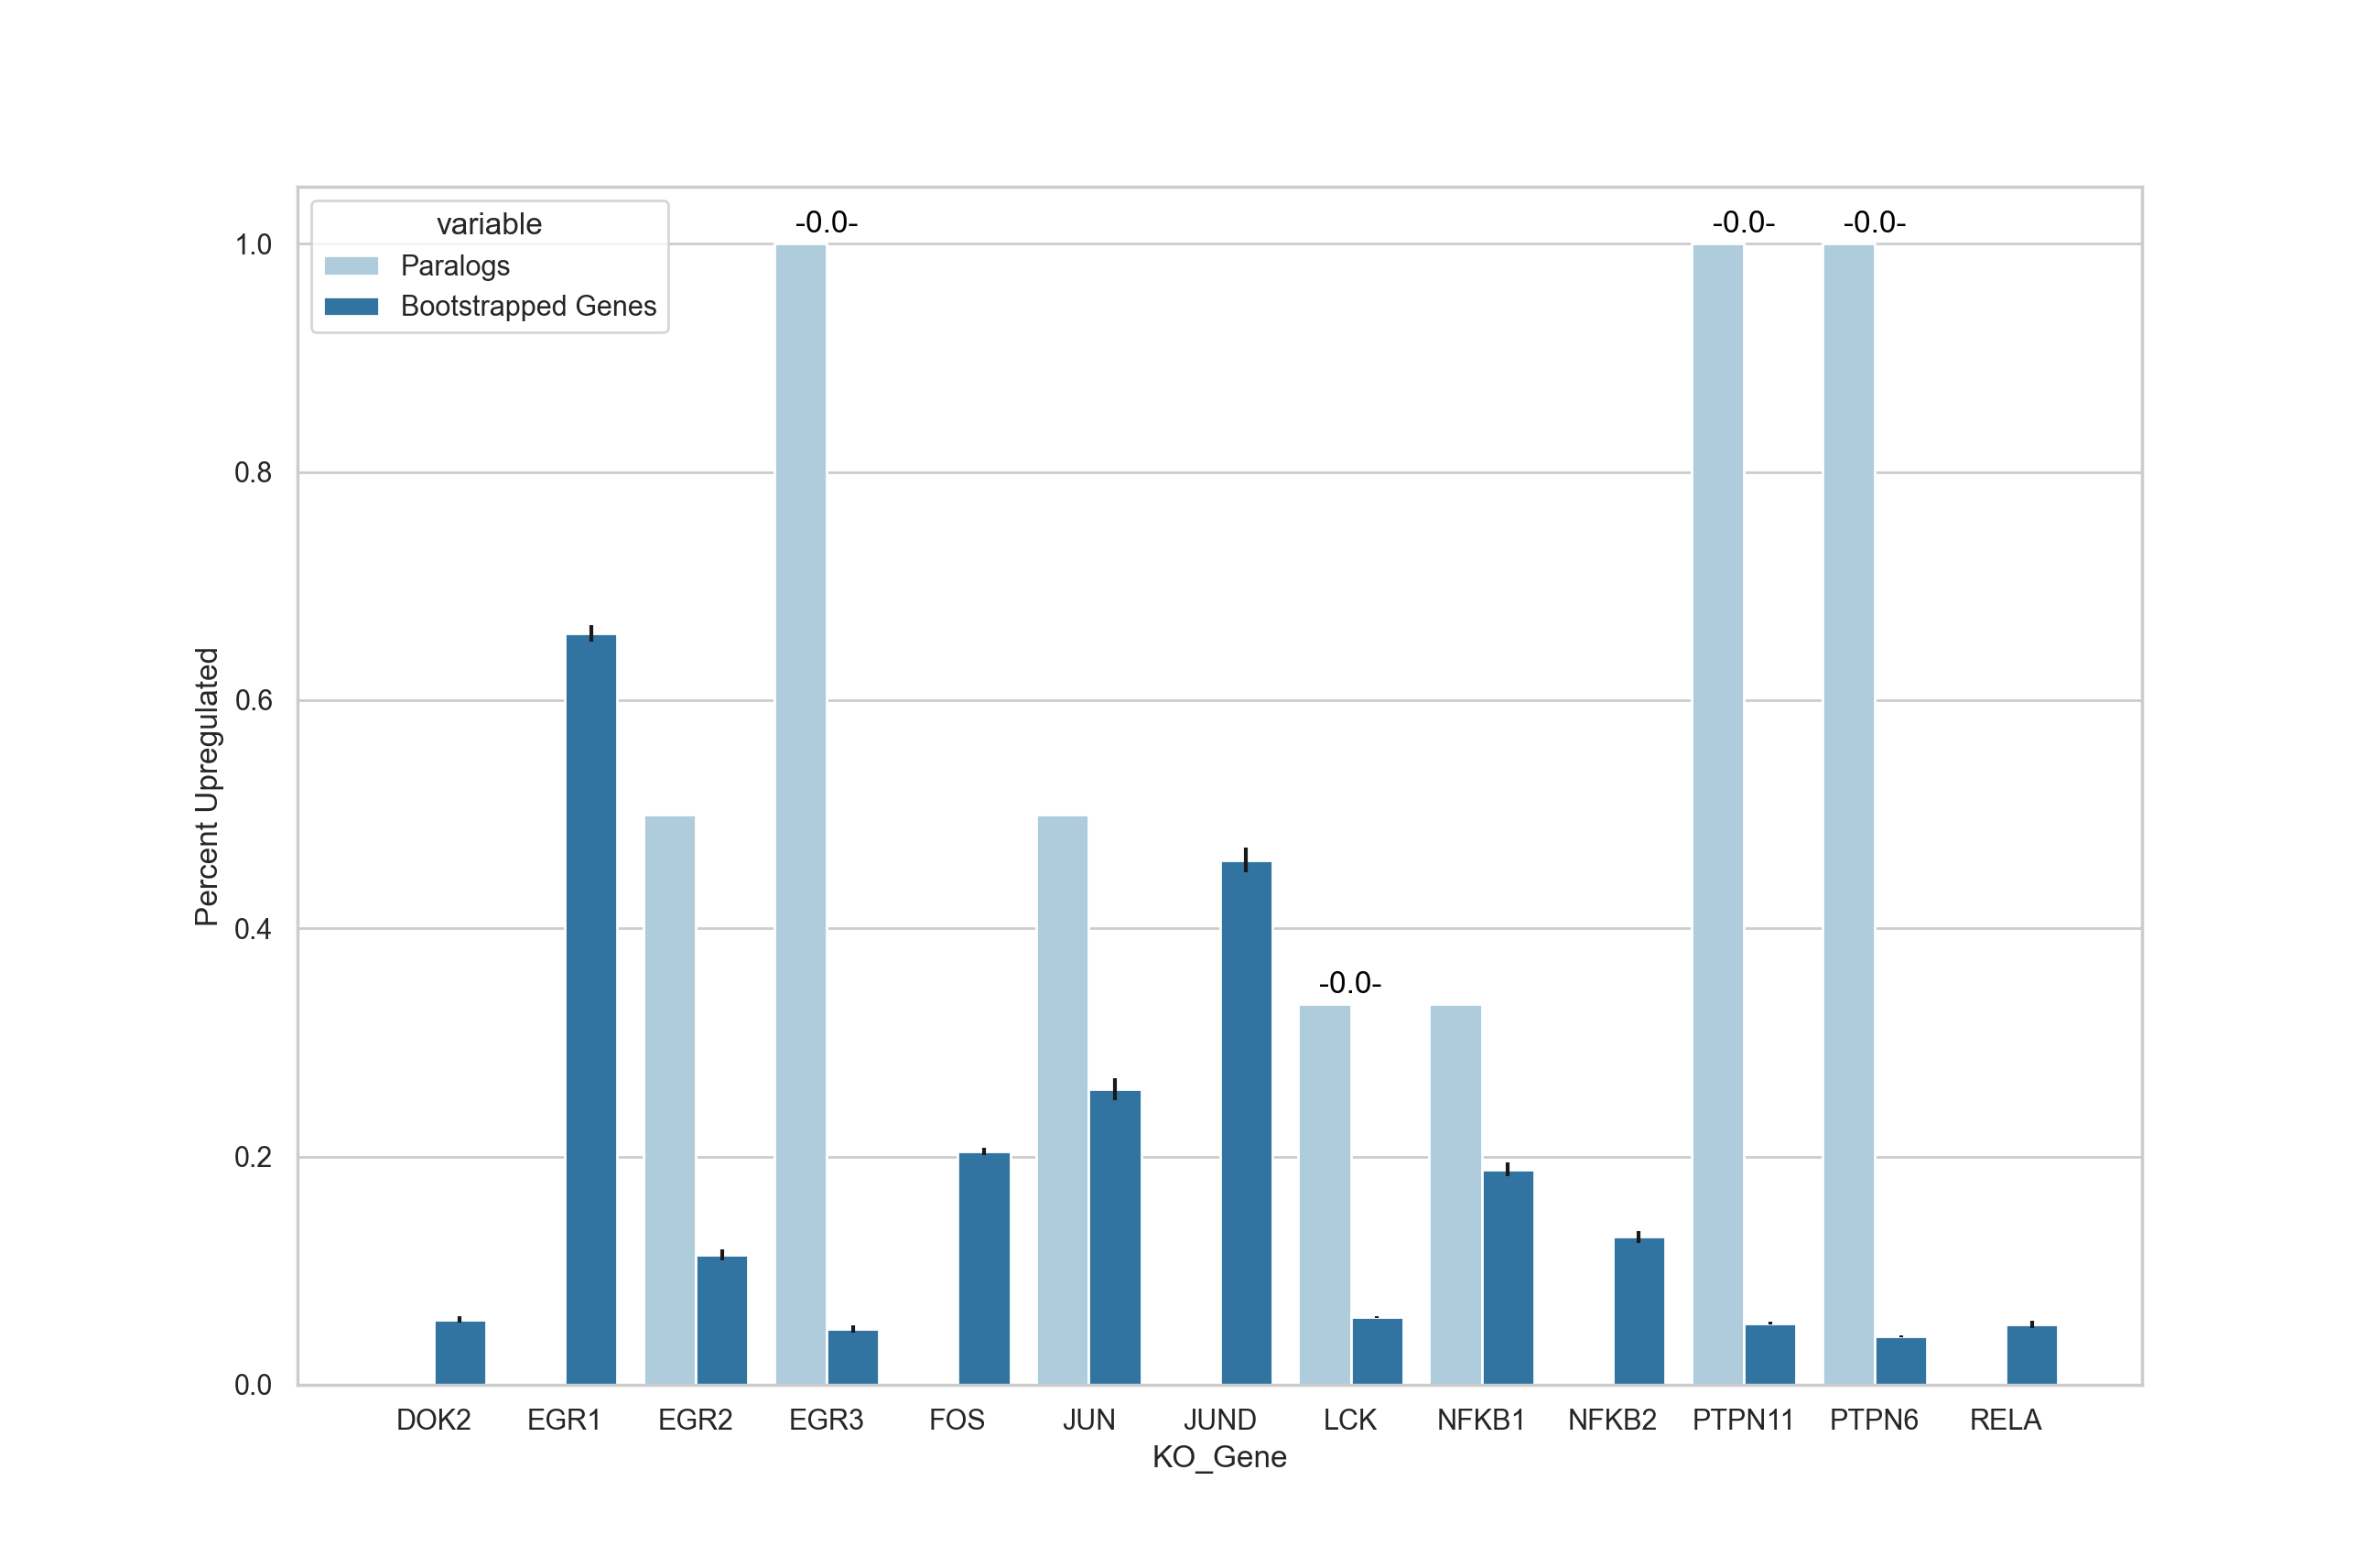 variable
Paralogs
Bootstrapped Genes
-0.0-
-0.0-
-0.0-
-0.0-
Percent Upregulated
1.0
0.8
0.6
0.4
0.2
0.0
DOK2 EGR1 EGR2 EGR3 FOS JUN JUND LCK NFKB1 NFKB2 PTPN11 PTPN6 RELA
KO_Gene